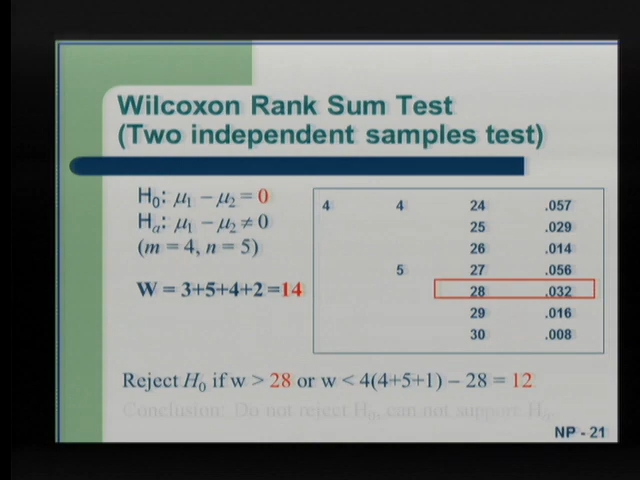 Wilcoxon Rank Sum Test
(Two independent samples test)
H₀: μ₁ − μ₂ = 0
Hₐ: μ₁ − μ₂ ≠ 0
(m = 4, n = 5)
W = 3+5+4+2 =14
4 4 24 .057
25 .029
26 .014
5 27 .056
28 .032
29 .016
30 .008
Reject H₀ if w > 28 or w < 4(4+5+1) – 28 = 12
Conclusion: Do not reject H₀, can not support Hₐ.
NP - 21